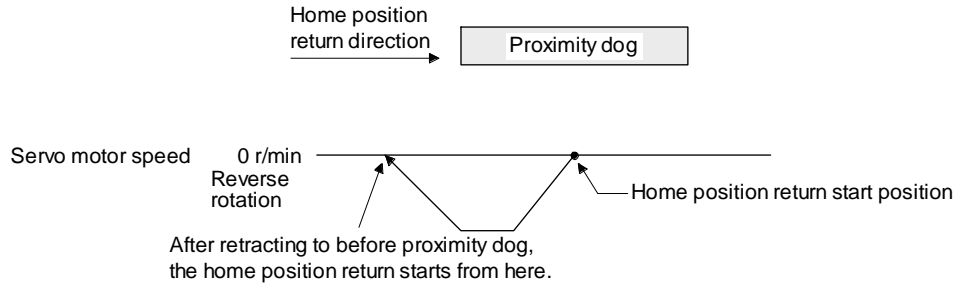 Home position
return direction
Proximity dog
Servo motor speed 0 r/min
Reverse
rotation
Home position return start position
After retracting to before proximity dog,
the home position return starts from here.